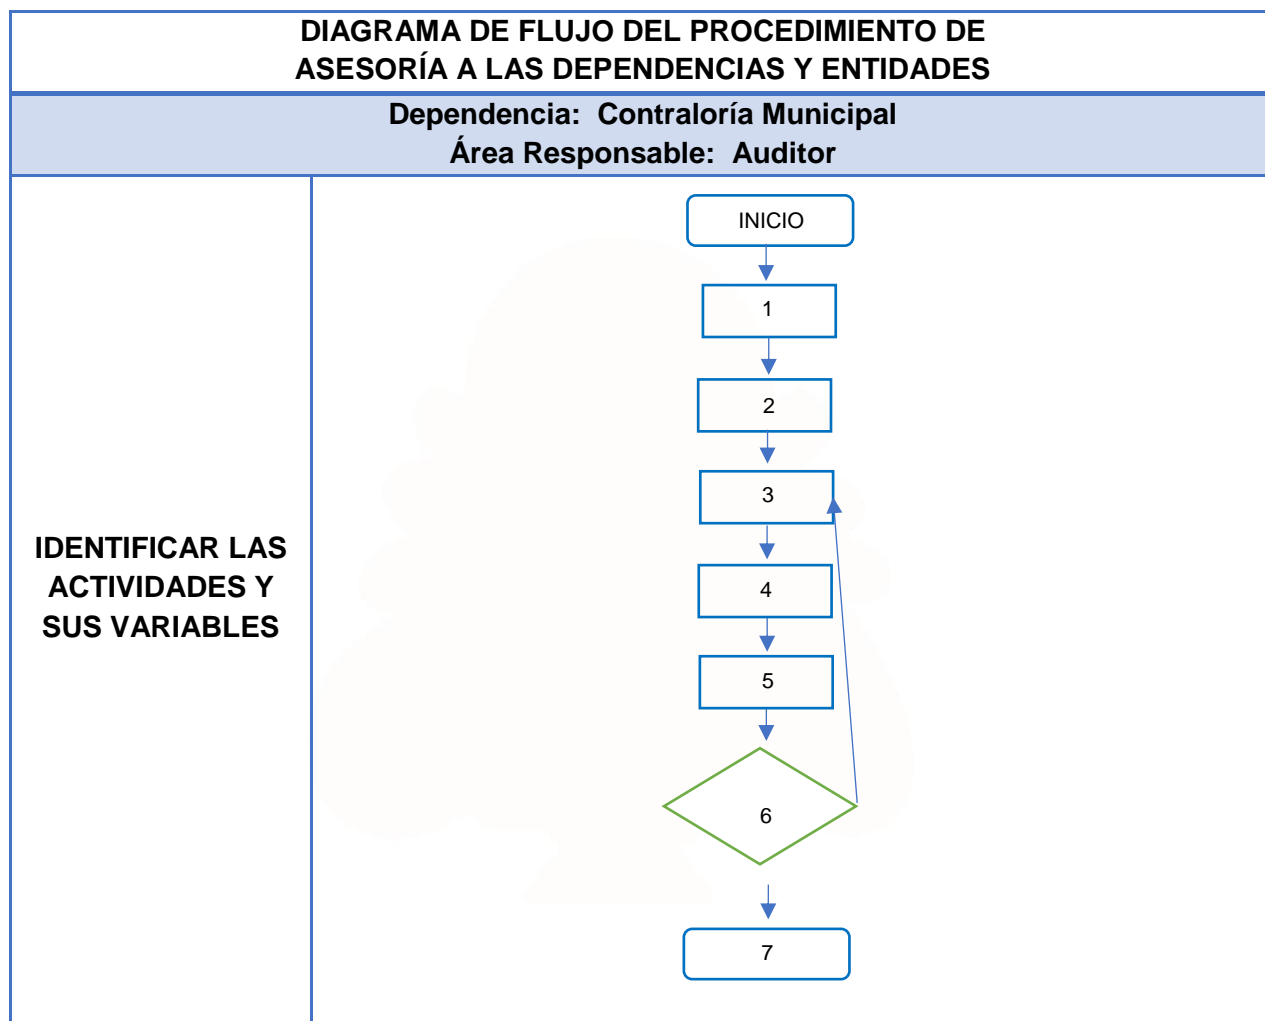 DIAGRAMA DE FLUJO DEL PROCEDIMIENTO DE
ASESORÍA A LAS DEPENDENCIAS Y ENTIDADES
Dependencia: Contraloría Municipal
Área Responsable: Auditor
IDENTIFICAR LAS
ACTIVIDADES Y
SUS VARIABLES
INICIO
1
2
3
4
5
6
7